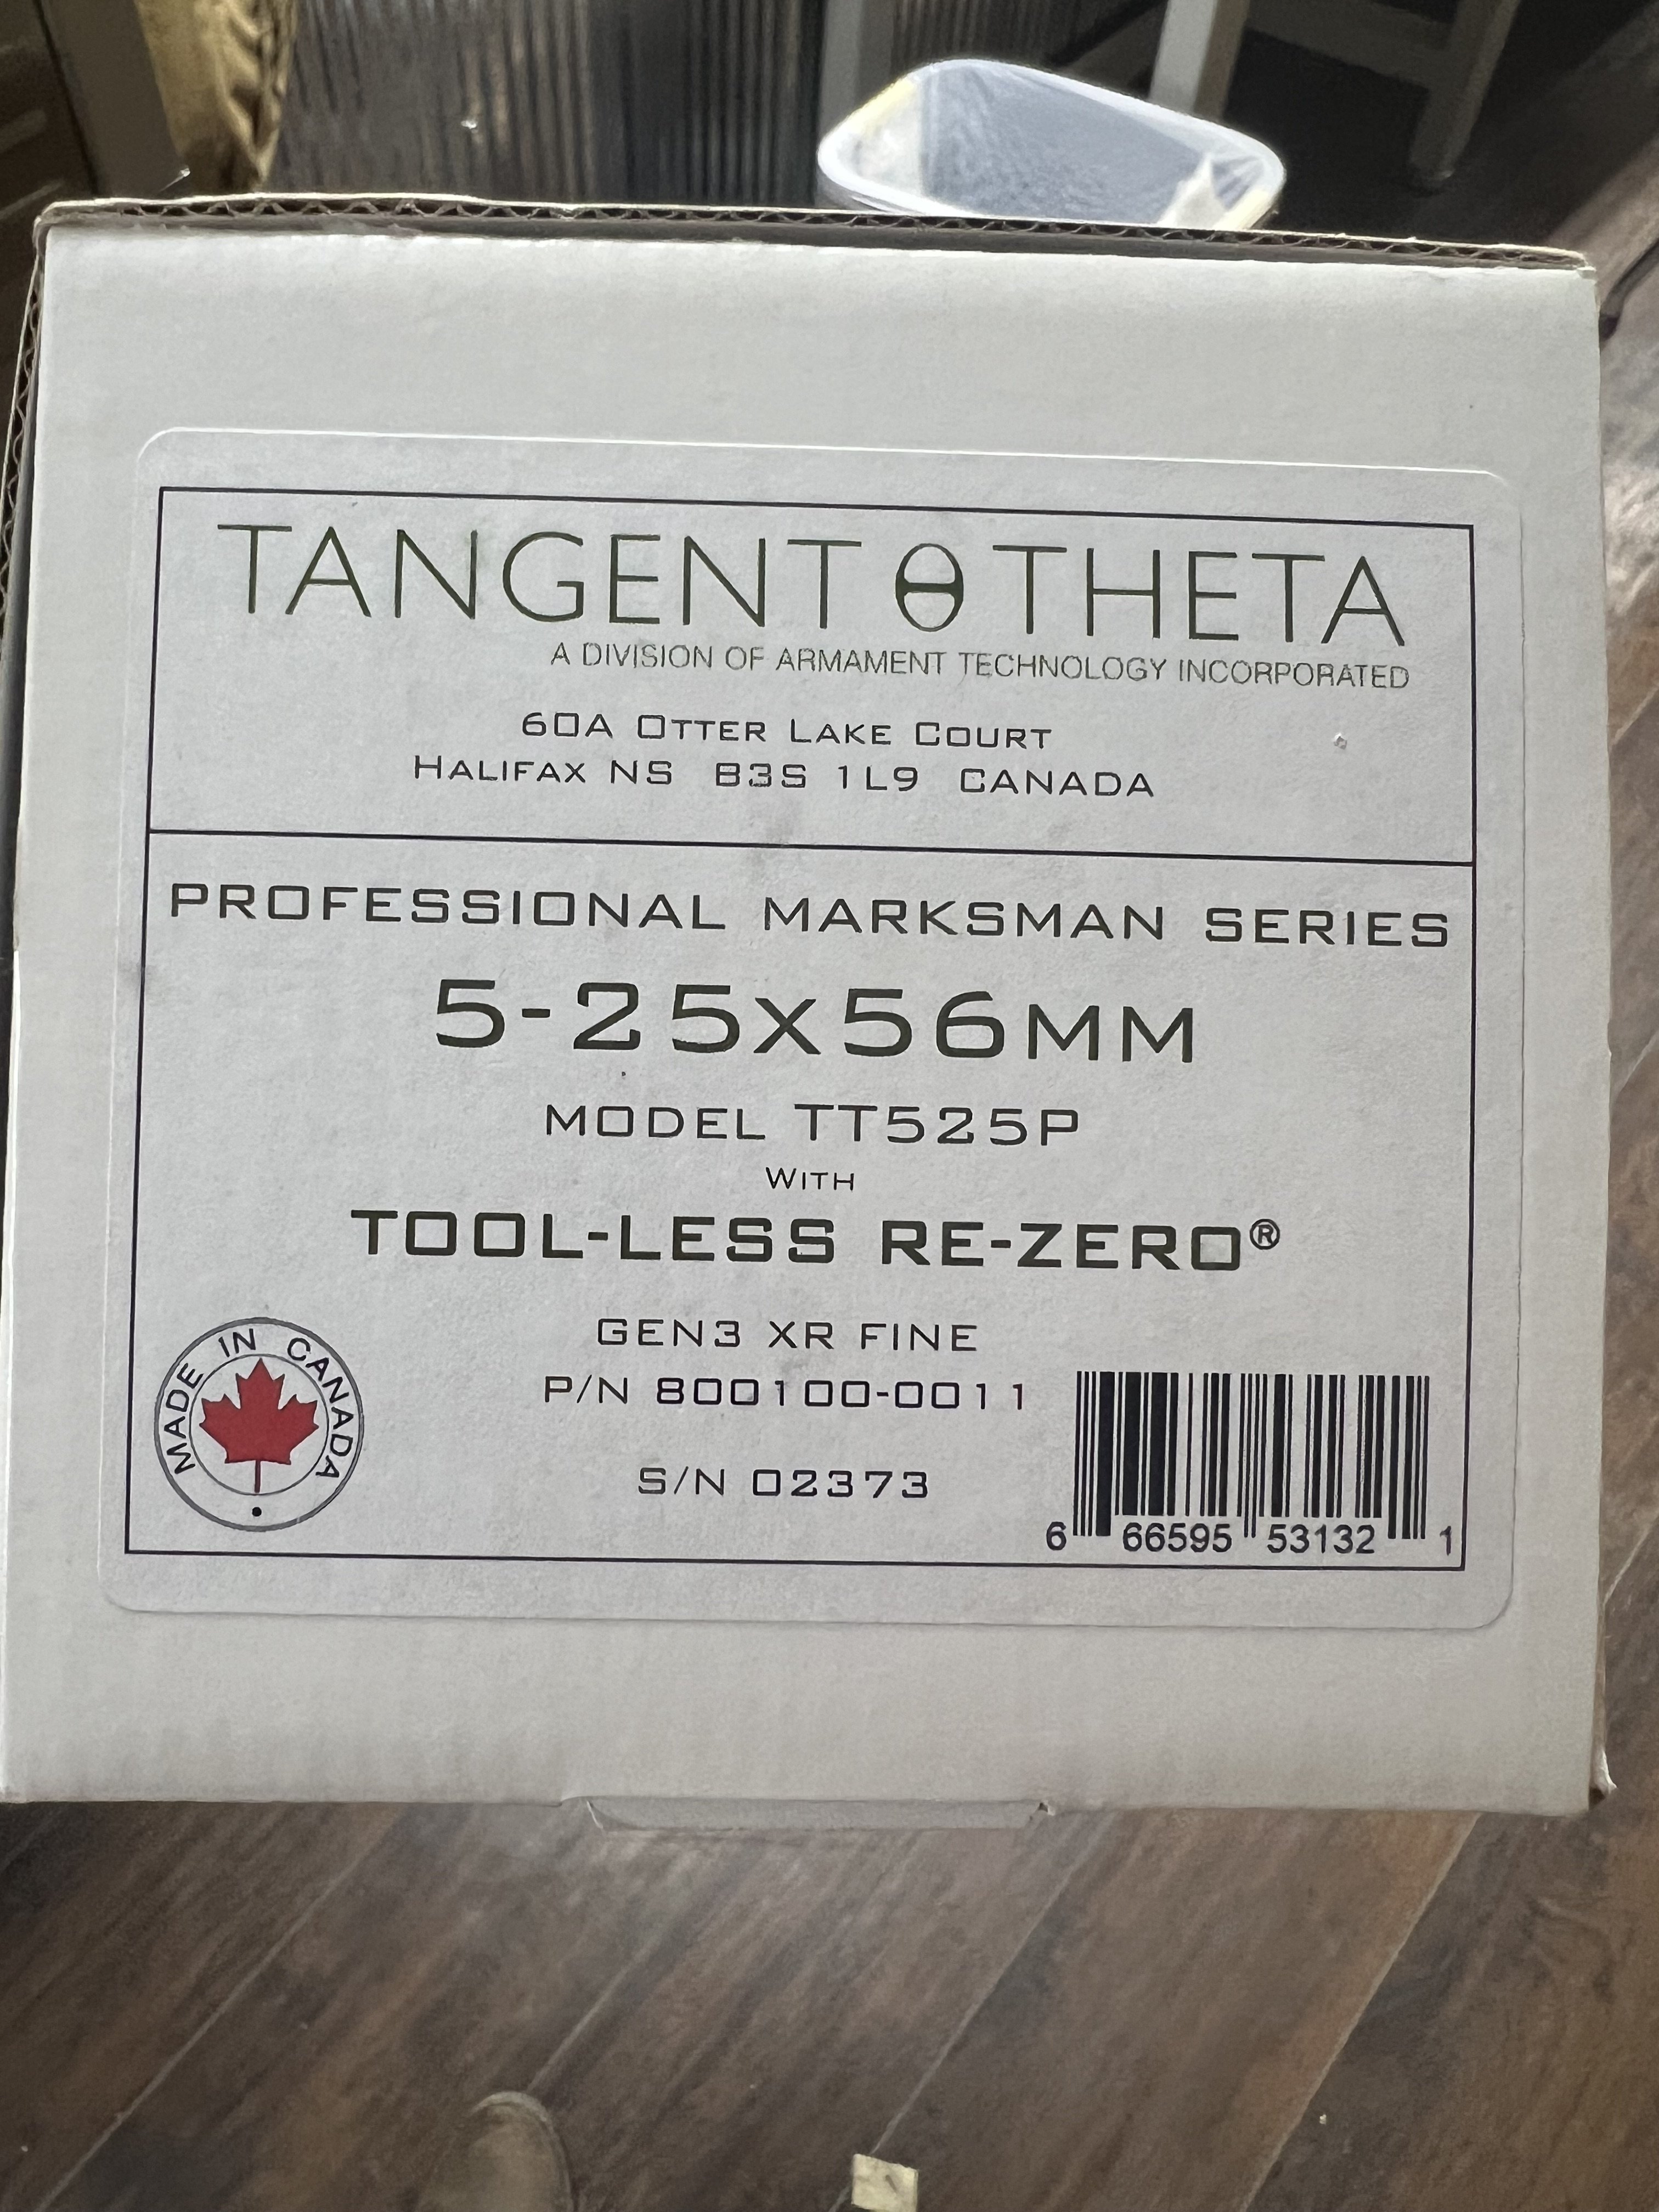 TANGENT θ THETA
A DIVISION OF ARMAMENT TECHNOLOGY INCORPORATED
60A OTTER LAKE COURT
HALIFAX NS B3S 1L9 CANADA
PROFESSIONAL MARKSMAN SERIES
5-25x56MM
MODEL TT525P
WITH
TOOL-LESS RE-ZERO®
GEN3 XR FINE
P/N 800100-0011
S/N 02373
MADE IN CANADA
6 66595 53132 1